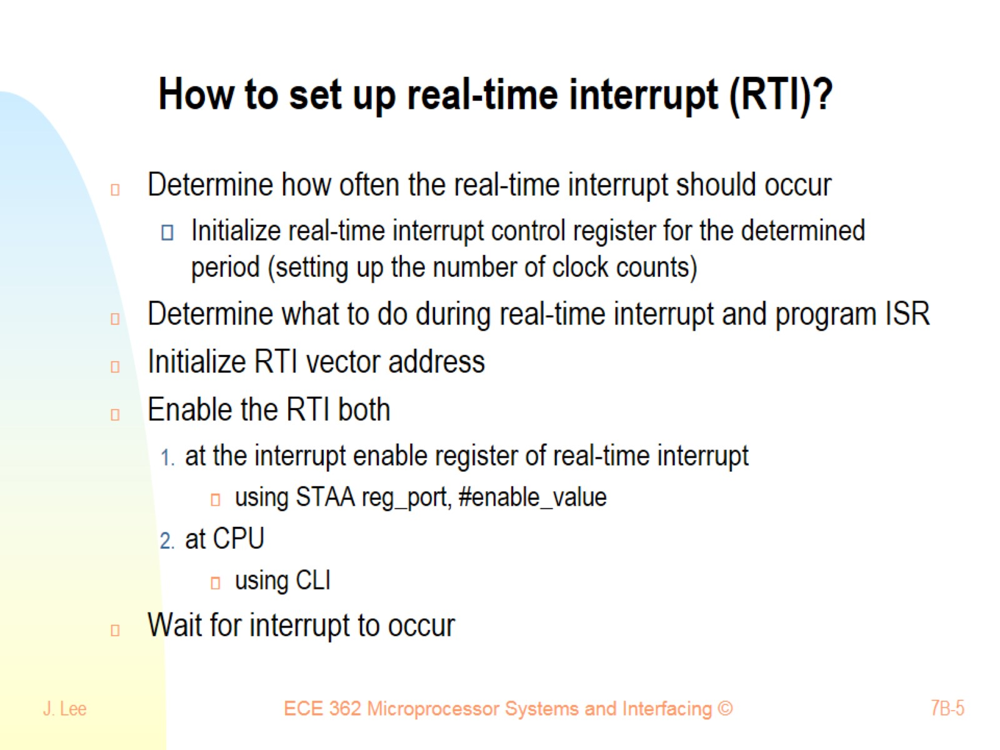 How to set up real-time interrupt (RTI)?
Determine how often the real-time interrupt should occur
Initialize real-time interrupt control register for the determined
period (setting up the number of clock counts)
Determine what to do during real-time interrupt and program ISR
Initialize RTI vector address
Enable the RTI both
1. at the interrupt enable register of real-time interrupt
using STAA reg_port, #enable_value
2. at CPU
using CLI
Wait for interrupt to occur
J. Lee
ECE 362 Microprocessor Systems and Interfacing ©
7B-5